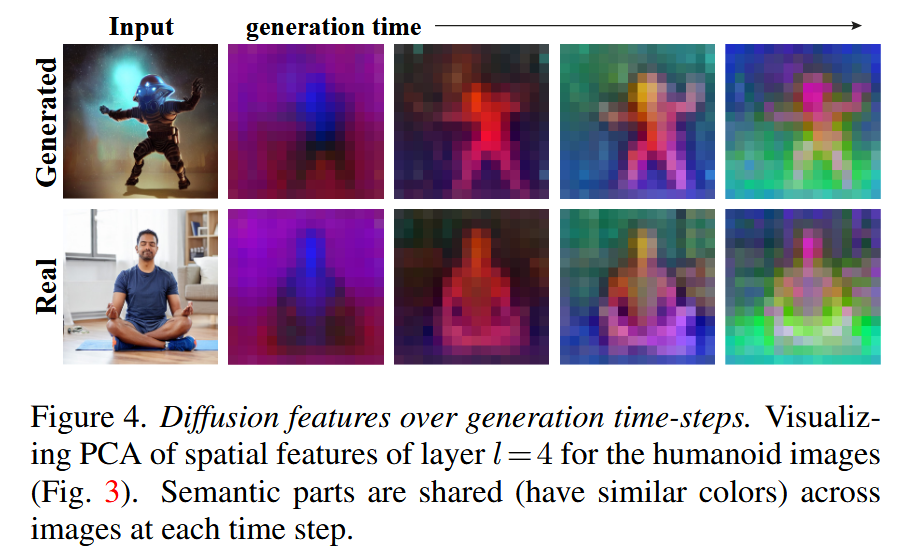 Input generation time
Generated
Real
Figure 4. Diffusion features over generation time-steps. Visualiz-
ing PCA of spatial features of layer l = 4 for the humanoid images
(Fig. 3). Semantic parts are shared (have similar colors) across
images at each time step.